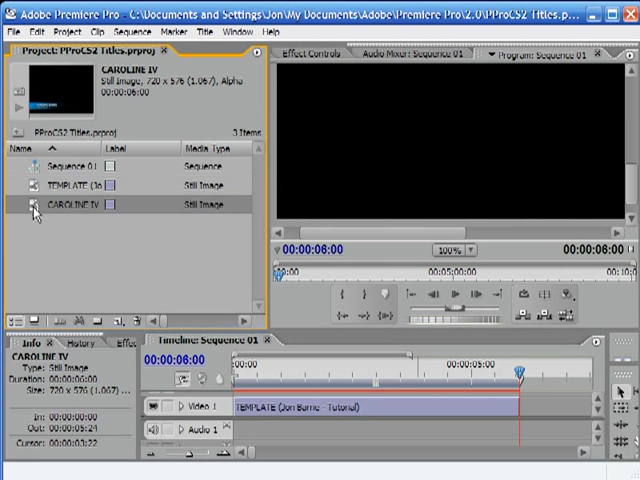 Adobe Premiere Pro - C:\Documents and Settings\Jon\My Documents\Adobe\Premiere Pro\2.0\PProCS2 Titles.p...
File Edit Project Clip Sequence Marker Title Window Help
Project: PProCS2 Titles.prproj
CAROLINE IV
Still Image, 720 x 576 (1.067), Alpha
00:00:06:00
PProCS2 Titles.prproj 3 Items
Name Label Media Type
Sequence 01 Sequence
TEMPLATE (Jo Still Image
CAROLINE IV Still Image
Effect Controls Audio Mixer: Sequence 01 Program: Sequence 01
00:00:06:00 100% 00:00:06:00
00:00 00:05:00:00 00:10:0
Info History Effe
CAROLINE IV
Type: Still Image
Duration: 00:00:06:00
Size: 720 x 576 (1.067) ...
In: 00:00:00:00
Out: 00:00:05:24
Cursor: 00:00:03:22
Timeline: Sequence 01
00:00:06:00
:00:00 00:00:05:00
Video 1 TEMPLATE (Jon Barrie - Tutorial)
Audio 1